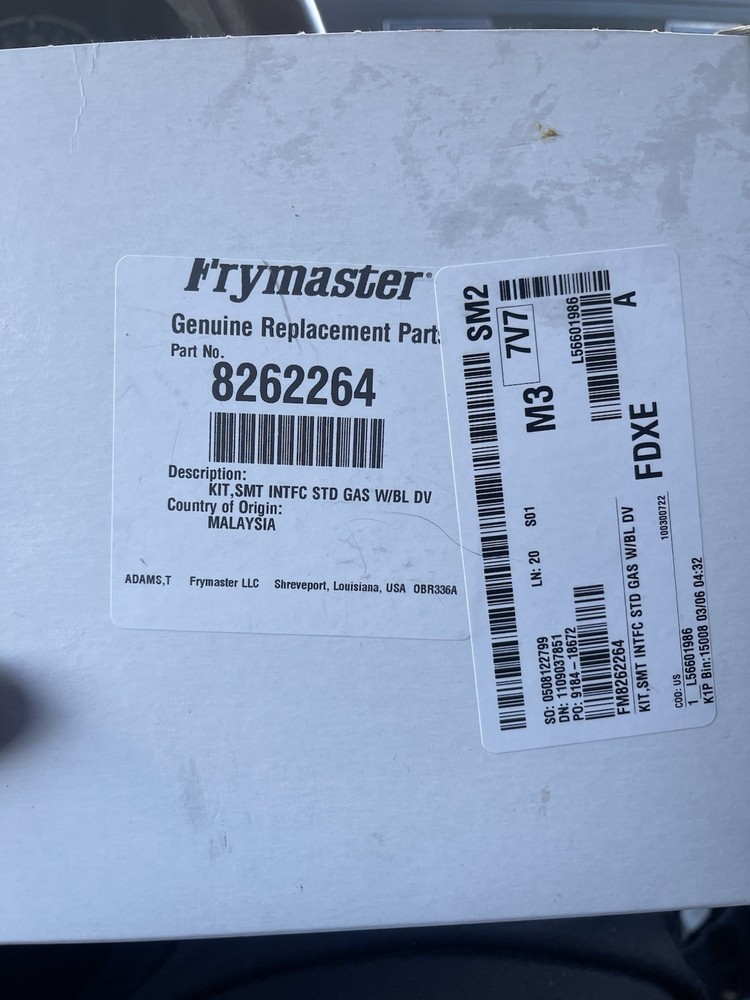 Frymaster®
Genuine Replacement Parts
Part No.
8262264
Description:
KIT,SMT INTFC STD GAS W/BL DV
Country of Origin:
MALAYSIA
ADAMS,T Frymaster LLC Shreveport, Louisiana, USA OBR336A
SM2
7V7
M3
L56601986
A
LN: 20 S01
FDXE
SO: 0508122799
DN: 1109037851
PO: 9184-18672
FM8262264
KIT,SMT INTFC STD GAS W/BL DV
100300722
COD: US
1 L56601986
K1P Bin:15008 03/06 04:32